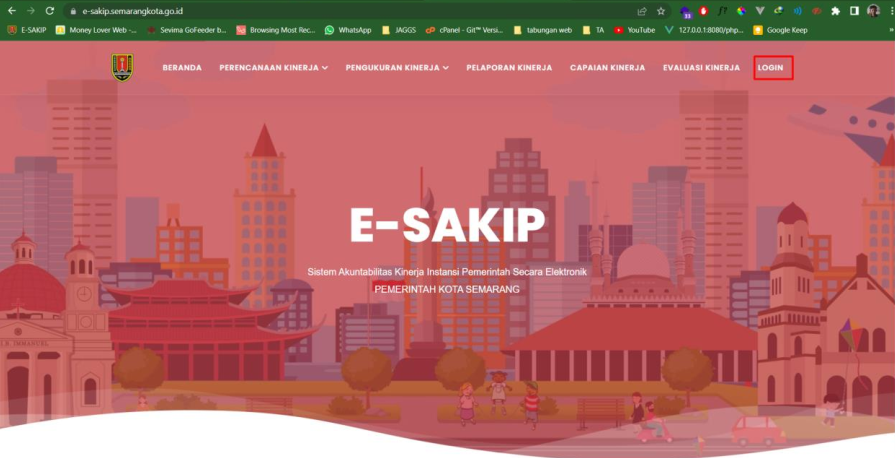 e-sakip.semarangkota.go.id
E-SAKIP
Money Lover Web -...
Sevima GoFeeder b...
Browsing Most Rec...
WhatsApp
JAGGS
cPanel - Git™ Versi...
tabungan web
TA
YouTube
127.0.0.1:8080/php...
Google Keep
BERANDA
PERENCANAAN KINERJA
PENGUKURAN KINERJA
PELAPORAN KINERJA
CAPAIAN KINERJA
EVALUASI KINERJA
LOGIN
E-SAKIP
Sistem Akuntabilitas Kinerja Instansi Pemerintah Secara Elektronik
PEMERINTAH KOTA SEMARANG
IMMANUEL